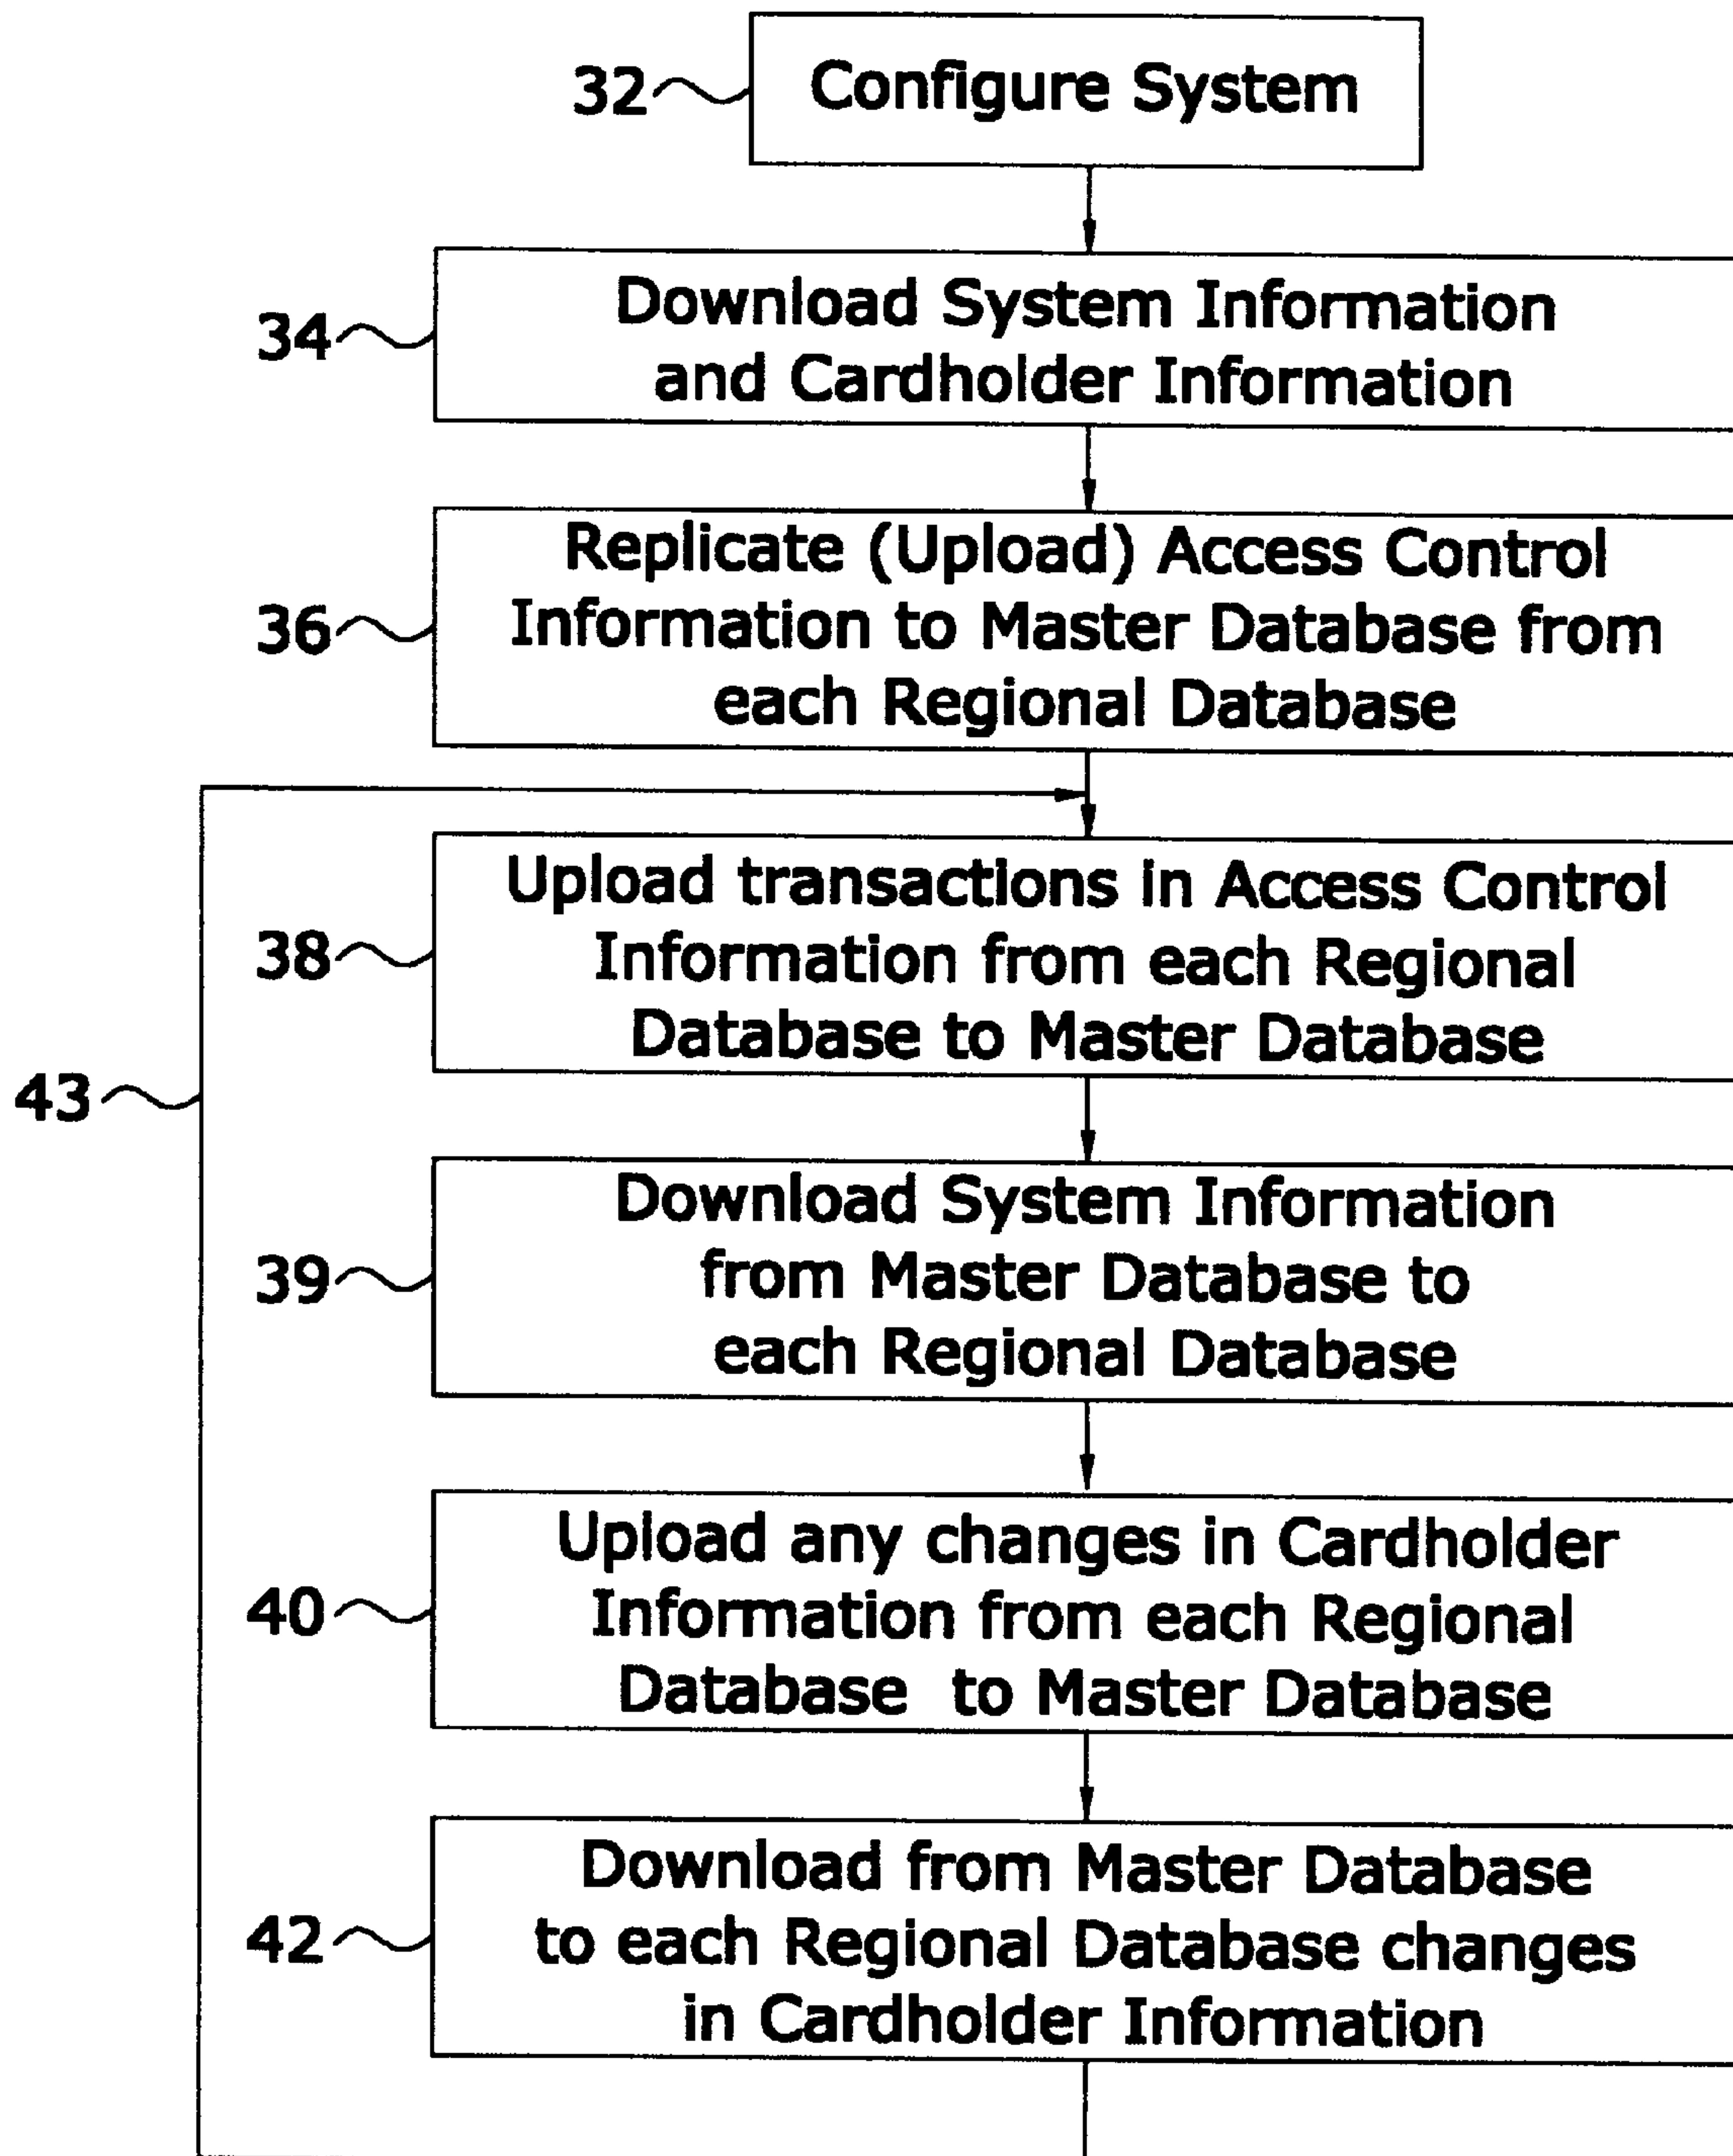 32 Configure System
34 Download System Information
and Cardholder Information
Replicate (Upload) Access Control
36 Information to Master Database from
each Regional Database
Upload transactions in Access Control
38 Information from each Regional
Database to Master Database
43
Download System Information
39 from Master Database to
each Regional Database
Upload any changes in Cardholder
40 Information from each Regional
Database to Master Database
Download from Master Database
42 to each Regional Database changes
in Cardholder Information